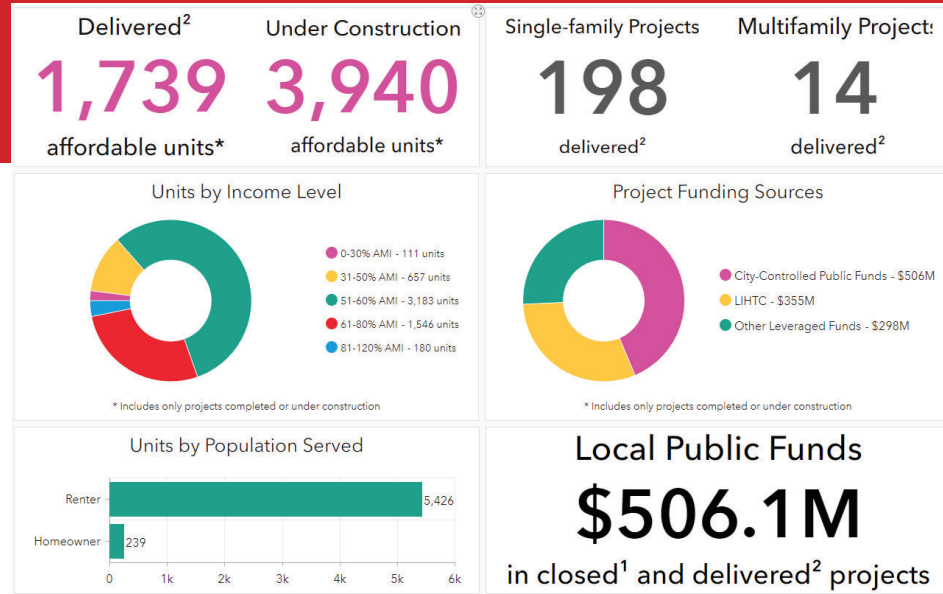 Delivered²
1,739
affordable units*
Under Construction
3,940
affordable units*
Single-family Projects
198
delivered²
Multifamily Projects
14
delivered²
Units by Income Level
0-30% AMI - 111 units
31-50% AMI - 657 units
51-60% AMI - 3,183 units
61-80% AMI - 1,546 units
81-120% AMI - 180 units
* Includes only projects completed or under construction
Project Funding Sources
City-Controlled Public Funds - $506M
LIHTC - $355M
Other Leveraged Funds - $298M
* Includes only projects completed or under construction
Units by Population Served
Renter
5,426
Homeowner
239
0 1k 2k 3k 4k 5k 6k
Local Public Funds
$506.1M
in closed¹ and delivered² projects